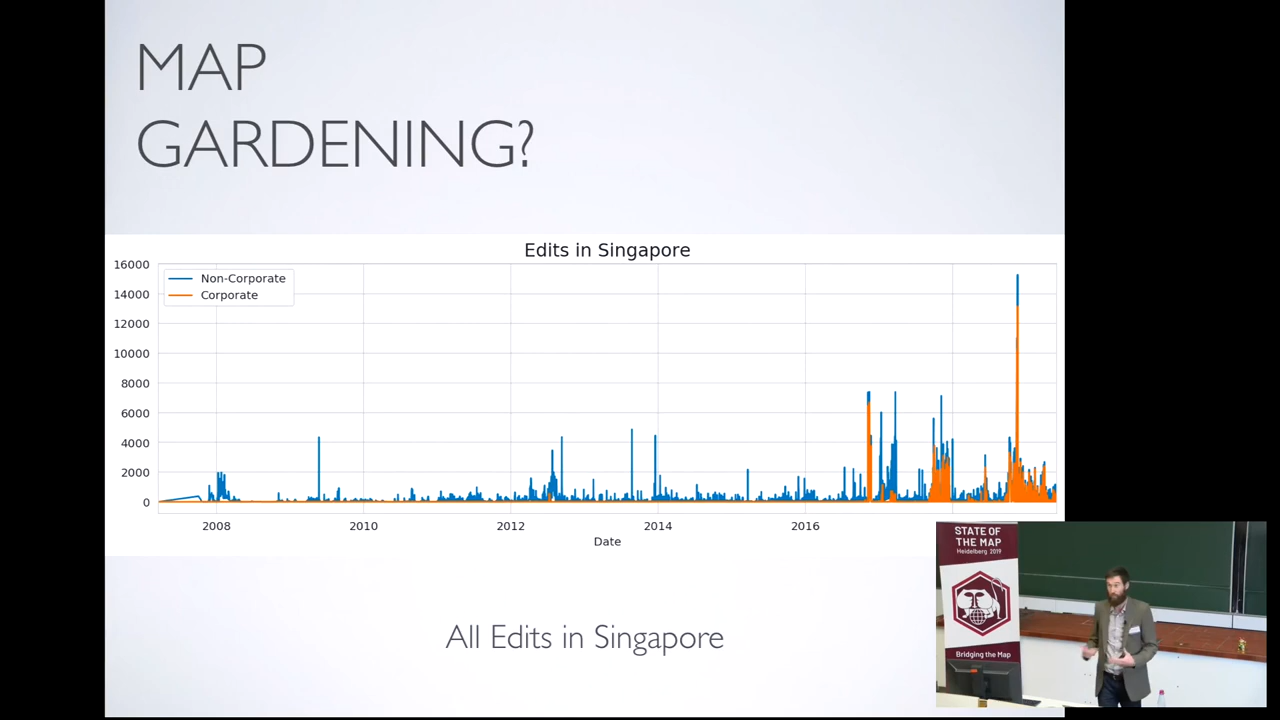 MAP
GARDENING?
Edits in Singapore
Non-Corporate
Corporate
16000
14000
12000
10000
8000
6000
4000
2000
0
2008
2010
2012
2014
2016
Date
All Edits in Singapore
STATE OF
THE MAP
Heidelberg 2019
Bridging the Map